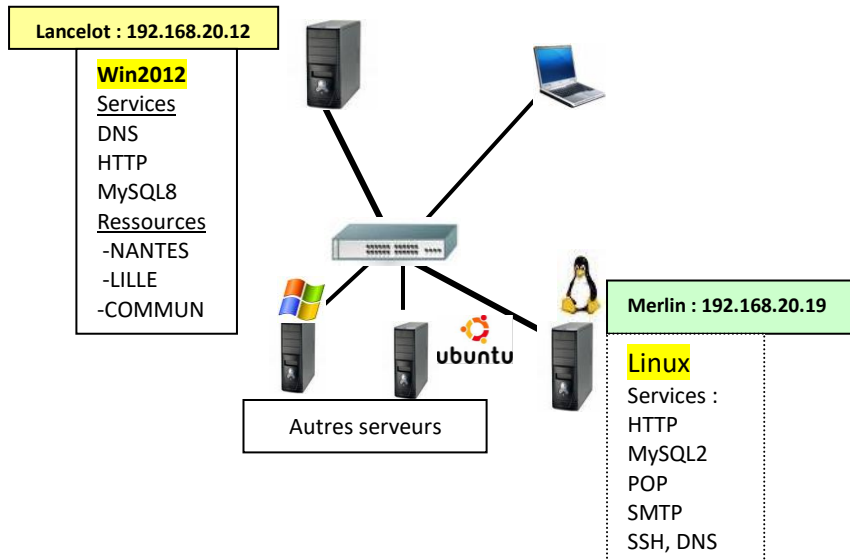 Lancelot : 192.168.20.12
Win2012
Services
DNS
HTTP
MySQL8
Ressources
-NANTES
-LILLE
-COMMUN
ubuntu
Autres serveurs
Merlin : 192.168.20.19
Linux
Services :
HTTP
MySQL2
POP
SMTP
SSH, DNS